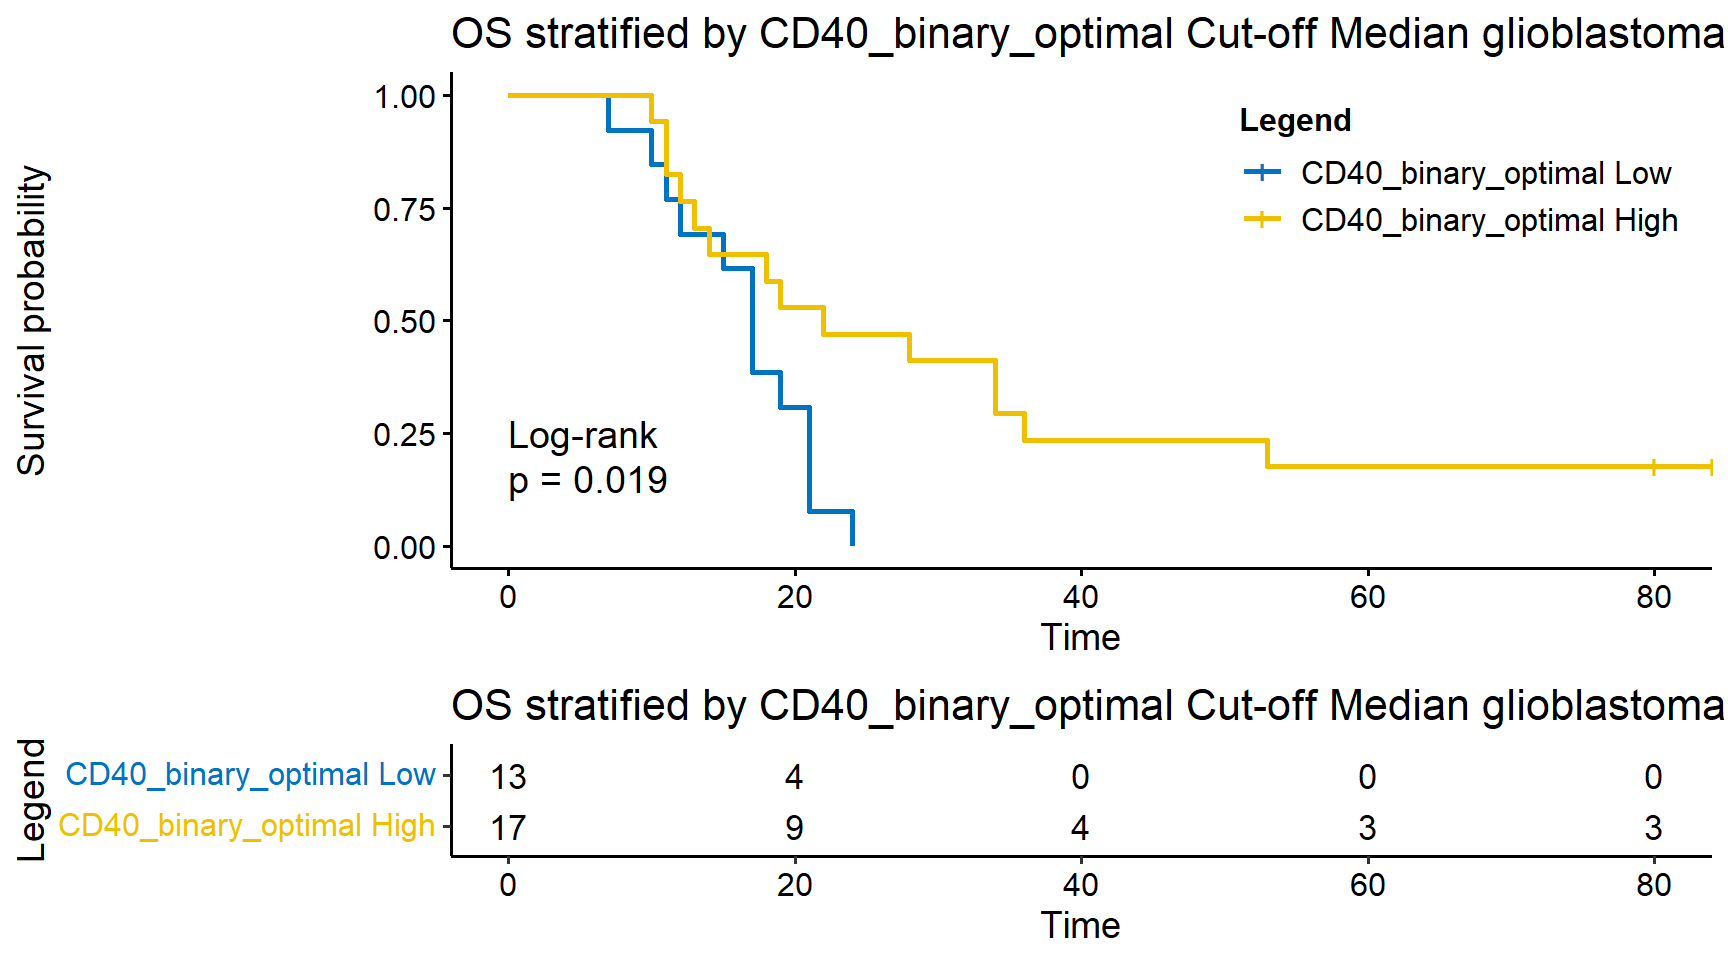 OS stratified by CD40_binary_optimal Cut-off Median glioblastoma
Survival probability
1.00
0.75
0.50
0.25
0.00
Legend
CD40_binary_optimal Low
CD40_binary_optimal High
Log-rank
p = 0.019
0 20 40 60 80
Time
OS stratified by CD40_binary_optimal Cut-off Median glioblastoma
Legend
CD40_binary_optimal Low 13 4 0 0 0
CD40_binary_optimal High 17 9 4 3 3
0 20 40 60 80
Time